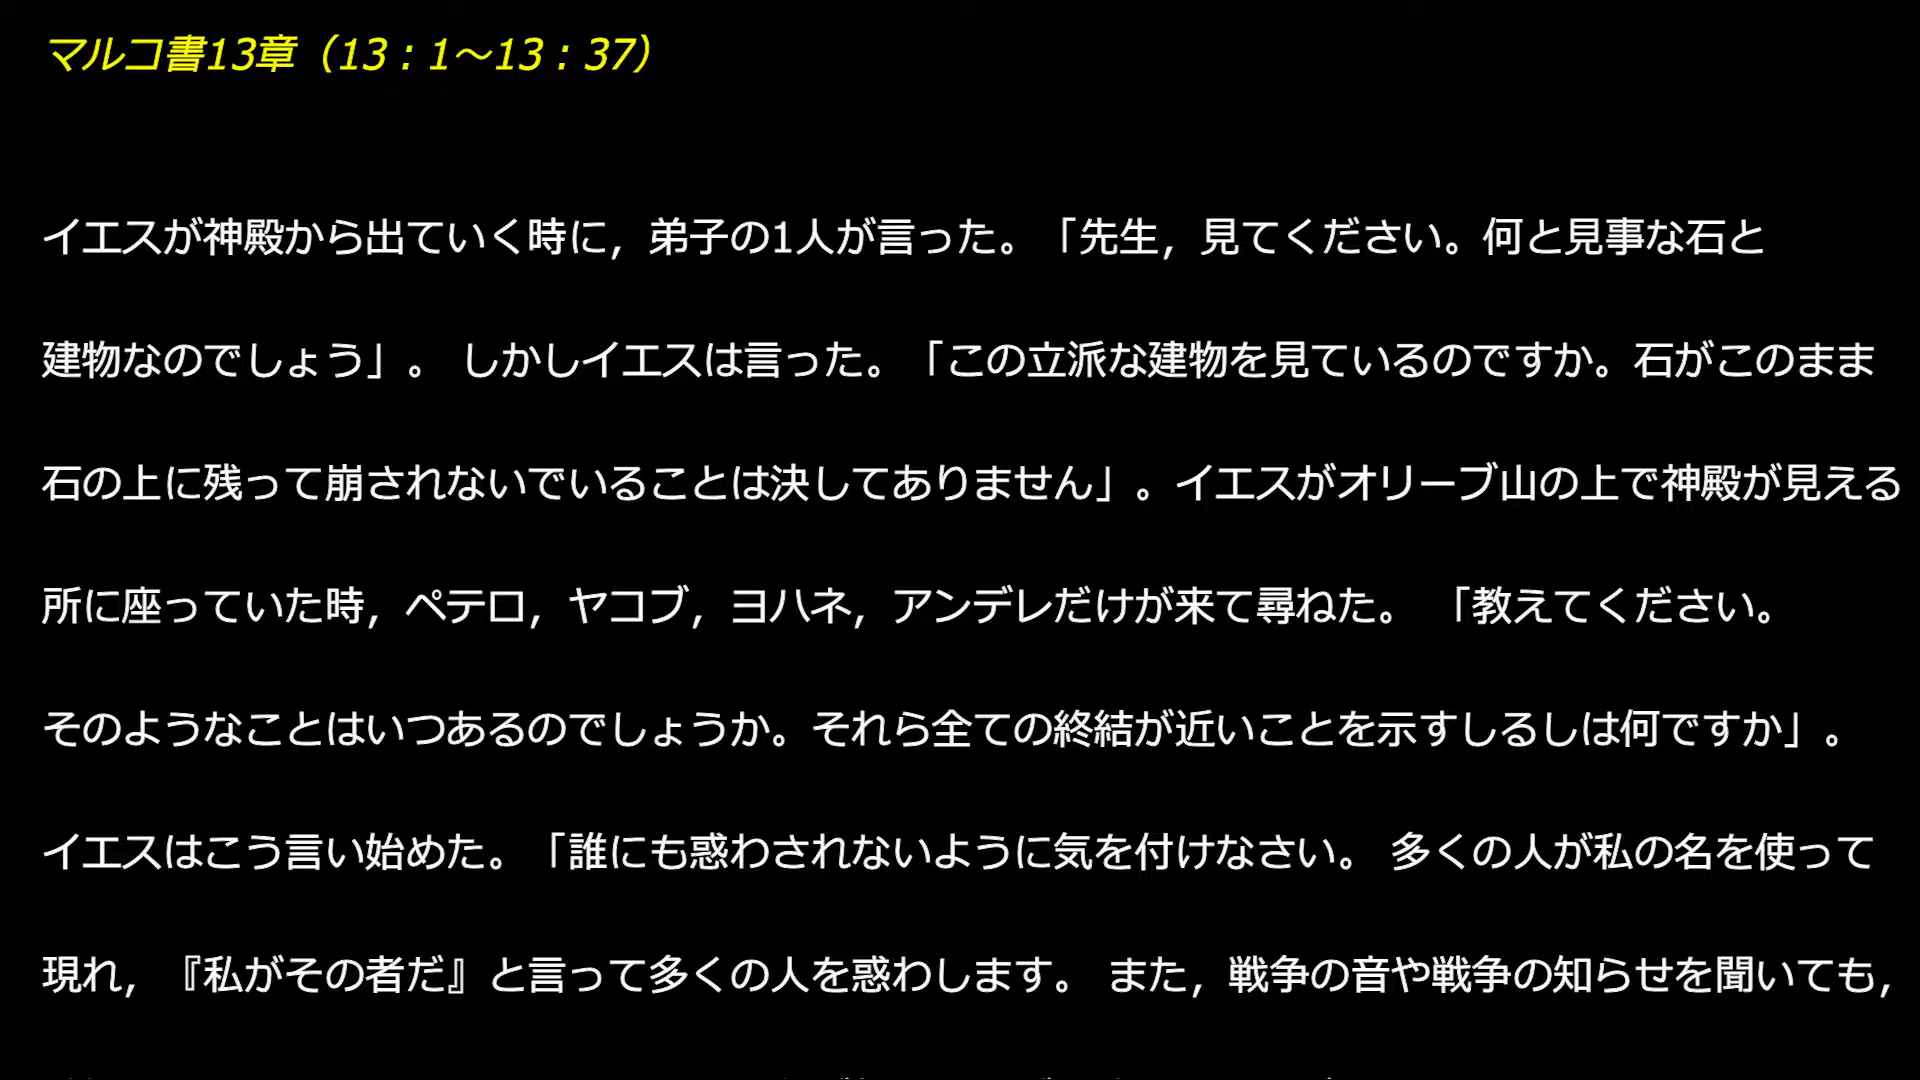 マルコ書13章（13：1～13：37）
イエスが神殿から出ていく時に，弟子の1人が言った。「先生，見てください。何と見事な石と
建物なのでしょう」。 しかしイエスは言った。「この立派な建物を見ているのですか。石がこのまま
石の上に残って崩されないでいることは決してありません」。イエスがオリーブ山の上で神殿が見える
所に座っていた時，ペテロ，ヤコブ，ヨハネ，アンデレだけが来て尋ねた。 「教えてください。
そのようなことはいつあるのでしょうか。それら全ての終結が近いことを示すしるしは何ですか」。
イエスはこう言い始めた。「誰にも惑わされないように気を付けなさい。 多くの人が私の名を使って
現れ，『私がその者だ』と言って多くの人を惑わします。 また，戦争の音や戦争の知らせを聞いても，